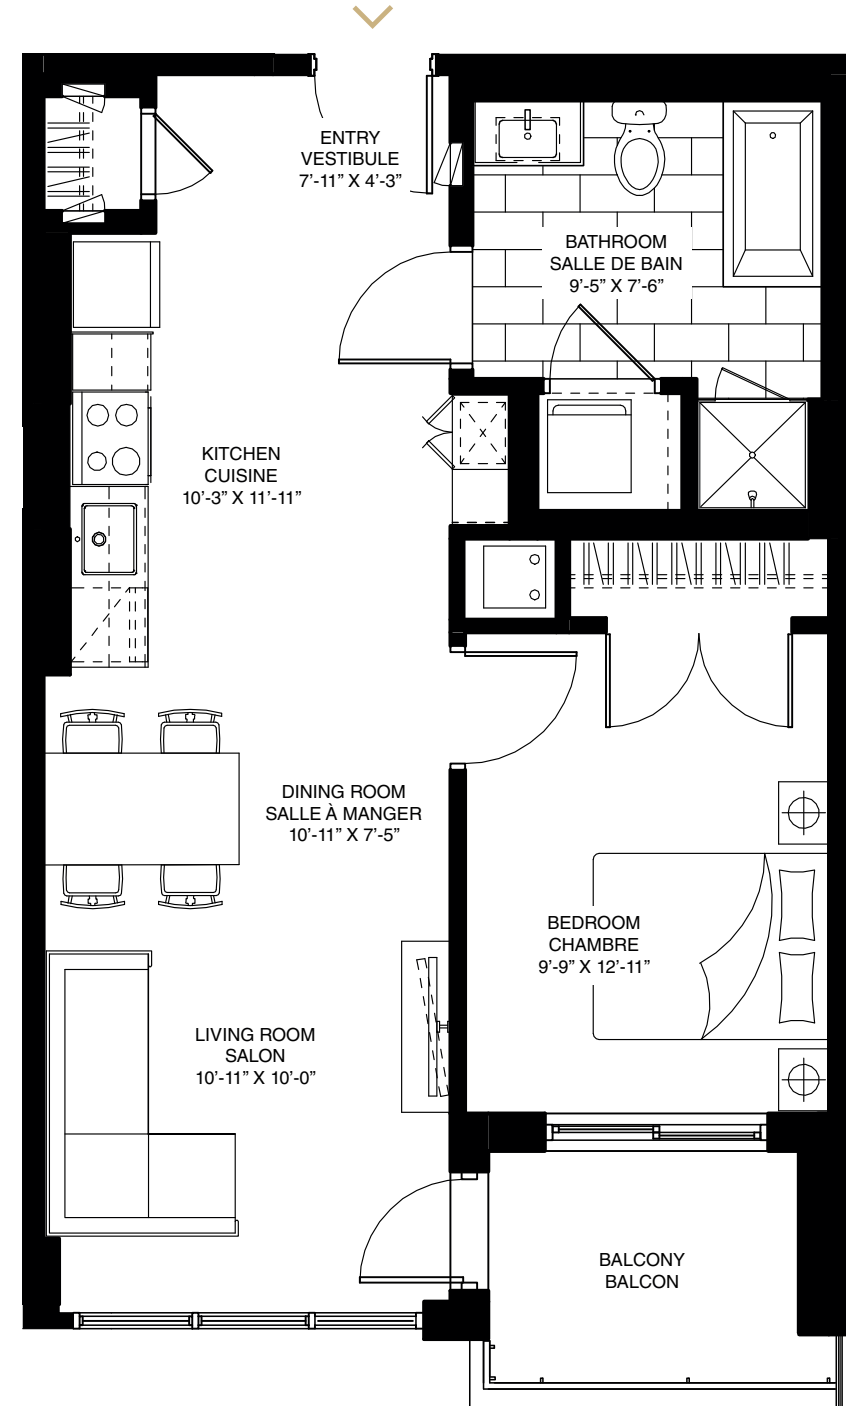 ENTRY
VESTIBULE
7’-11” X 4’-3”
BATHROOM
SALLE DE BAIN
9’-5” X 7’-6”
KITCHEN
CUISINE
10’-3” X 11’-11”
DINING ROOM
SALLE À MANGER
10’-11” X 7’-5”
BEDROOM
CHAMBRE
9’-9” X 12’-11”
LIVING ROOM
SALON
10’-11” X 10’-0”
BALCONY
BALCON